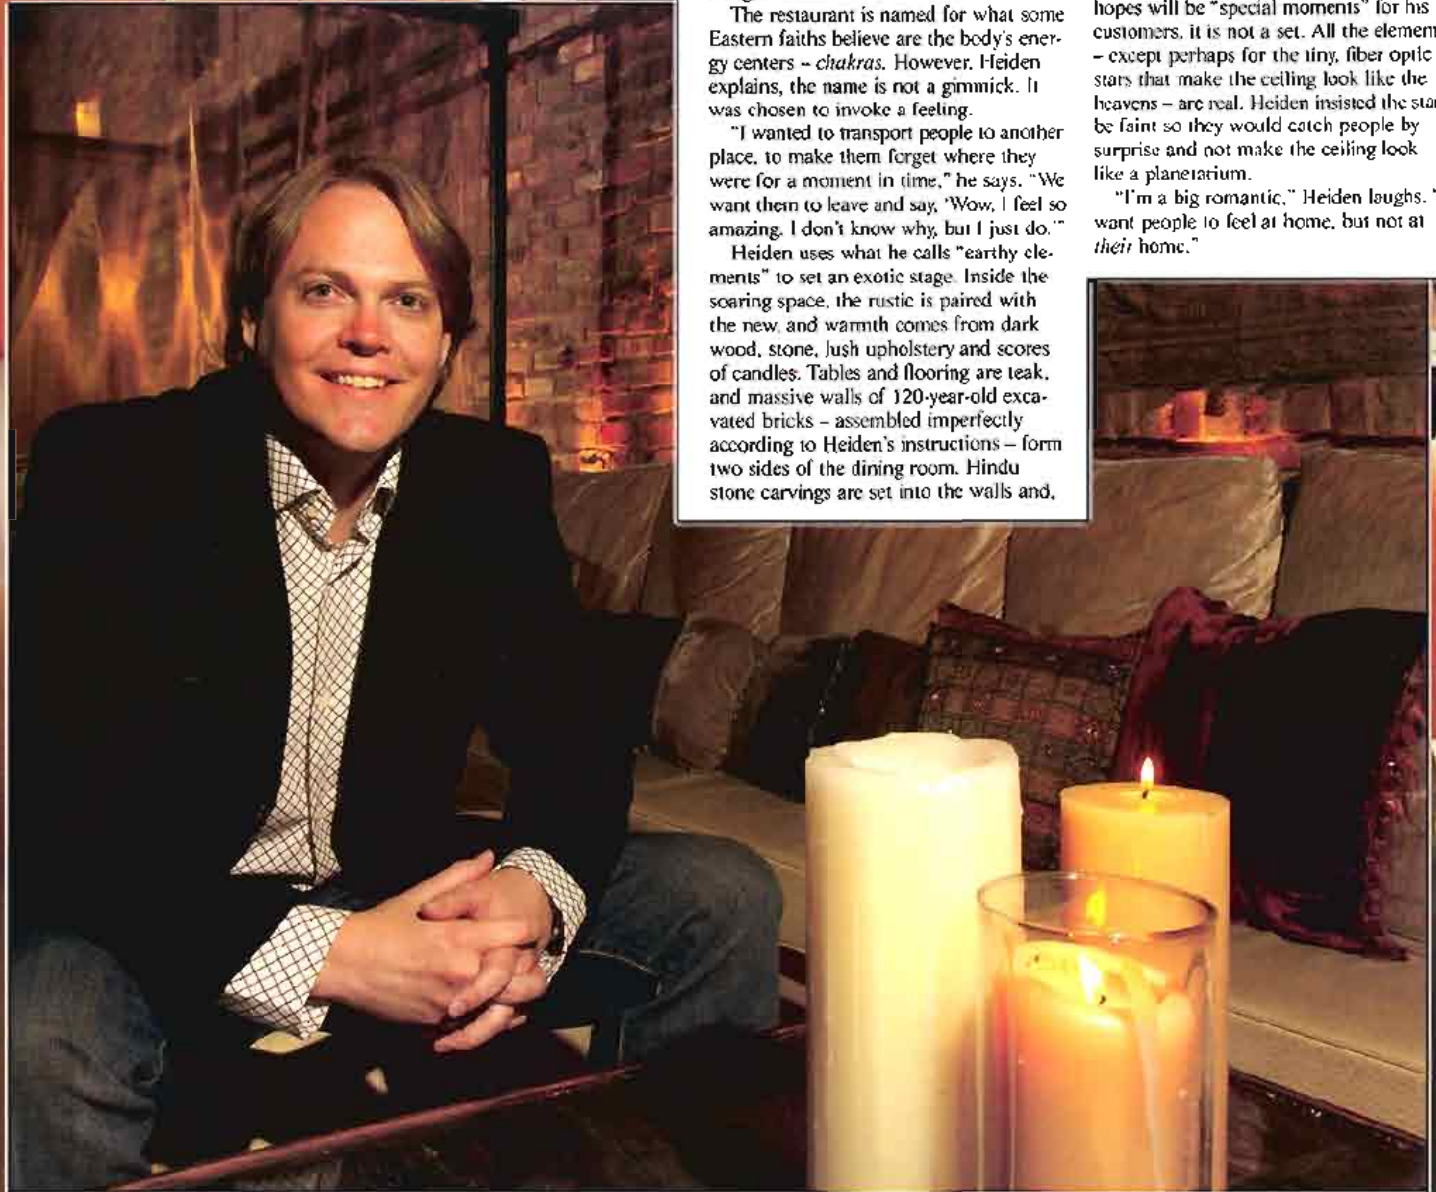 The restaurant is named for what some
Eastern faiths believe are the body's ener-
gy centers – chakras. However, Heiden
explains, the name is not a gimmick. It
was chosen to invoke a feeling.
"I wanted to transport people to another
place, to make them forget where they
were for a moment in time," he says. "We
want them to leave and say, 'Wow, I feel so
amazing. I don't know why, but I just do.'"
Heiden uses what he calls "earthy ele-
ments" to set an exotic stage. Inside the
soaring space, the rustic is paired with
the new, and warmth comes from dark
wood, stone, lush upholstery and scores
of candles. Tables and flooring are teak,
and massive walls of 120-year-old exca-
vated bricks – assembled imperfectly
according to Heiden's instructions – form
two sides of the dining room. Hindu
stone carvings are set into the walls and,
hopes will be "special moments" for his
customers, it is not a set. All the elemen
– except perhaps for the tiny, fiber optic
stars that make the ceiling look like the
heavens – are real. Heiden insisted the sta
be faint so they would catch people by
surprise and not make the ceiling look
like a planetarium.
"I'm a big romantic," Heiden laughs. "
want people to feel at home, but not at
their home."